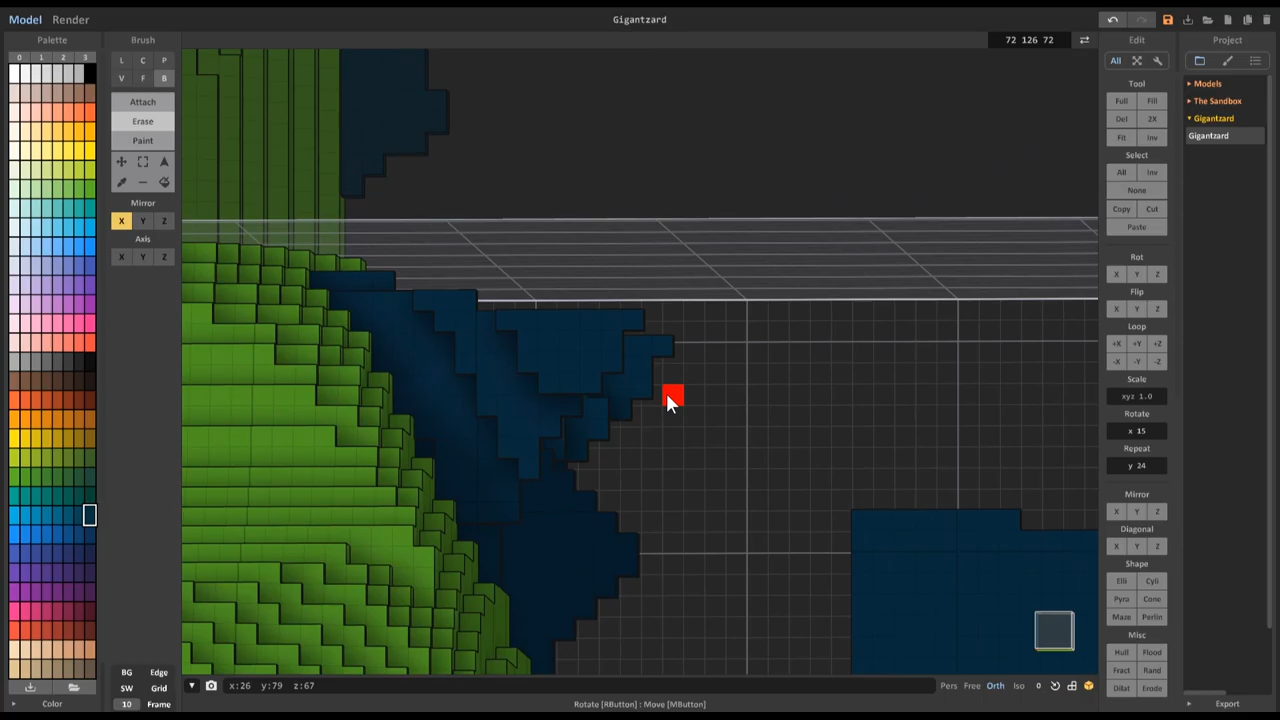 Model Render Gigantzard
Palette Brush 72 126 72 Edit Project
0 1 2 3
L C P
V F B
Attach
Erase
Paint
Mirror
X Y Z
Axis
X Y Z
All
Tool
Full Fill
Del 2X
Fit Inv
Select
All Inv
None
Copy Cut
Paste
Rot
X Y Z
Flip
X Y Z
Loop
+X +Y +Z
-X -Y -Z
Scale
xyz 1.0
Rotate
x 15
Repeat
y 24
Mirror
X Y Z
Diagonal
X Y Z
Shape
Elli Cyli
Pyra Cone
Maze Perlin
Misc
Hull Flood
Fract Rand
Dilat Erode
Models
The Sandbox
Gigantzard
Gigantzard
BG Edge
SW Grid
10 Frame
x:26 y:79 z:67
Pers Free Orth Iso 0
Color
Rotate [RButton] : Move [MButton]
Export